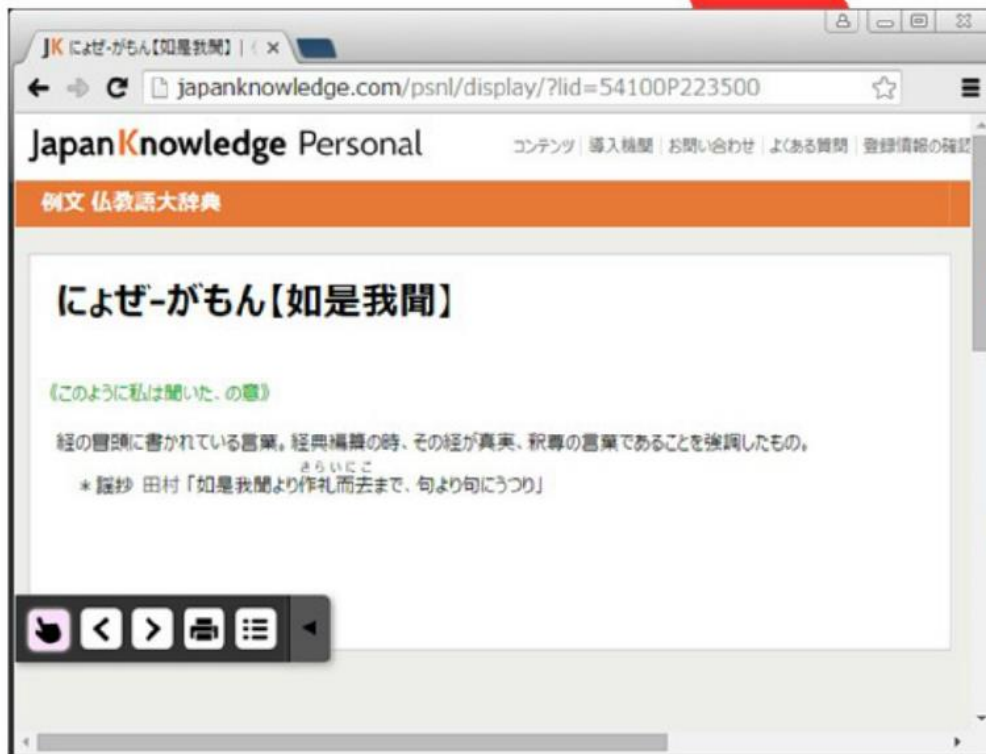 JK にょぜ-がもん【如是我聞】 |
japanknowledge.com/psnl/display/?lid=54100P223500
JapanKnowledge Personal
コンテンツ | 導入機関 | お問い合わせ | よくある質問 | 登録情報の確認
例文 仏教語大辞典
にょぜ-がもん【如是我聞】
《このように私は聞いた、の意》
経の冒頭に書かれている言葉。経典編纂の時、その経が真実、釈尊の言葉であることを強調したもの。
さらいにこ
*謡抄 田村「如是我聞より作礼而去まで、句より句にうつり」